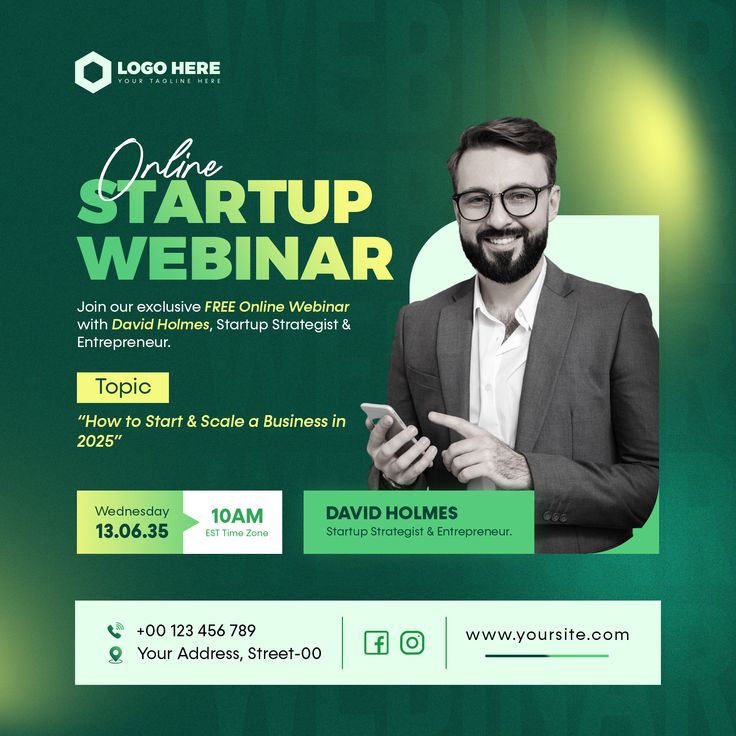 LOGO HERE
YOUR TAGLINE HERE
Online
STARTUP
WEBINAR
Join our exclusive FREE Online Webinar
with David Holmes, Startup Strategist &
Entrepreneur.
Topic
“How to Start & Scale a Business in
2025”
Wednesday
13.06.35
10AM
EST Time Zone
DAVID HOLMES
Startup Strategist & Entrepreneur.
+00 123 456 789
Your Address, Street-00
www.yoursite.com
WEBINAR
WEBINAR